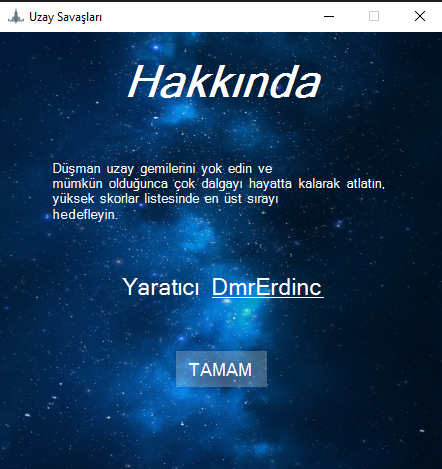 Uzay Savaşları
Hakkında
Düşman uzay gemilerini yok edin ve
mümkün olduğunca çok dalgayı hayatta kalarak atlatın,
yüksek skorlar listesinde en üst sırayı
hedefleyin.
Yaratıcı DmrErdinc
TAMAM